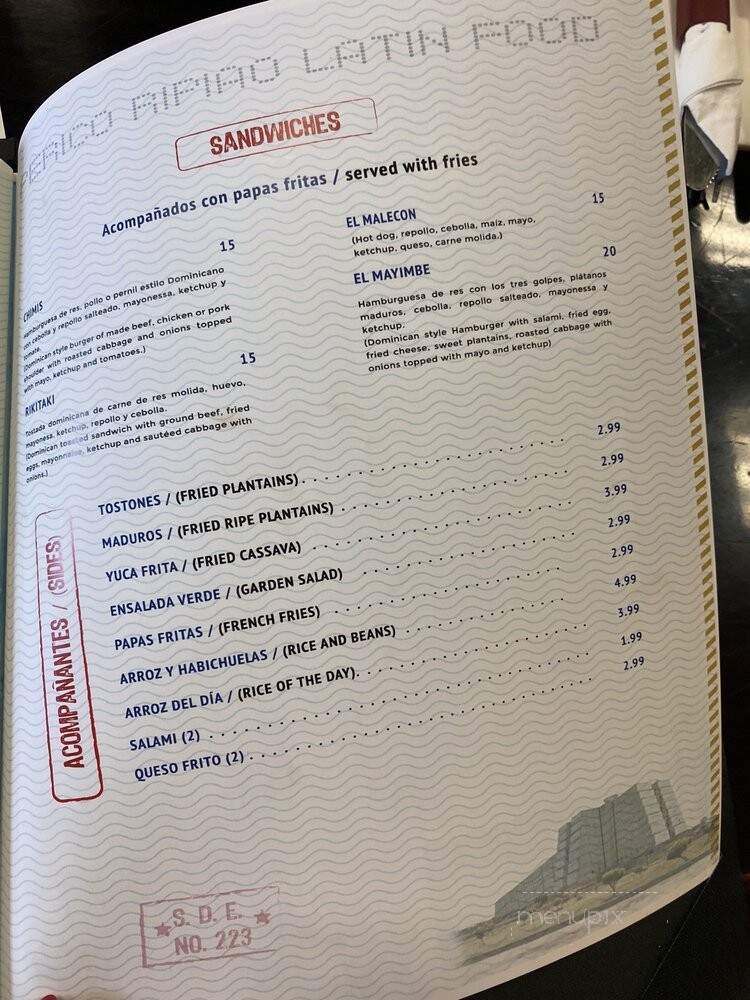 PERICO RIPIAO LATIN FOOD
SANDWICHES
Acompañados con papas fritas / served with fries
15
CHIMIS
Hamburguesa de res, pollo o pernil estilo Dominicano
con cebolla y repollo salteado, mayonessa, ketchup y
tomate.
(Dominican style burger of made beef, chicken or pork
shoulder with roasted cabbage and onions topped
with mayo, ketchup and tomatoes.)
15
RIKITAKI
Tostada dominicana de carne de res molida, huevo,
mayonesa, ketchup, repollo y cebolla.
(Dominican toasted sandwich with ground beef, fried
eggs, mayonnaise, ketchup and sautéed cabbage with
onions.)
EL MALECON 15
(Hot dog, repollo, cebolla, maiz, mayo,
ketchup, queso, carne molida.)
EL MAYIMBE 20
Hamburguesa de res con los tres golpes, plátanos
maduros, cebolla, repollo salteado, mayonessa y
ketchup.
(Dominican style Hamburger with salami, fried egg,
fried cheese, sweet plantains, roasted cabbage with
onions topped with mayo and ketchup)
ACOMPAÑANTES / (SIDES)
TOSTONES / (FRIED PLANTAINS) 2.99
MADUROS / (FRIED RIPE PLANTAINS) 2.99
YUCA FRITA / (FRIED CASSAVA) 3.99
ENSALADA VERDE / (GARDEN SALAD) 2.99
PAPAS FRITAS / (FRENCH FRIES) 2.99
ARROZ Y HABICHUELAS / (RICE AND BEANS) 4.99
ARROZ DEL DÍA / (RICE OF THE DAY) 3.99
SALAMI (2) 1.99
QUESO FRITO (2) 2.99
S. D. E.
NO. 223
menupix